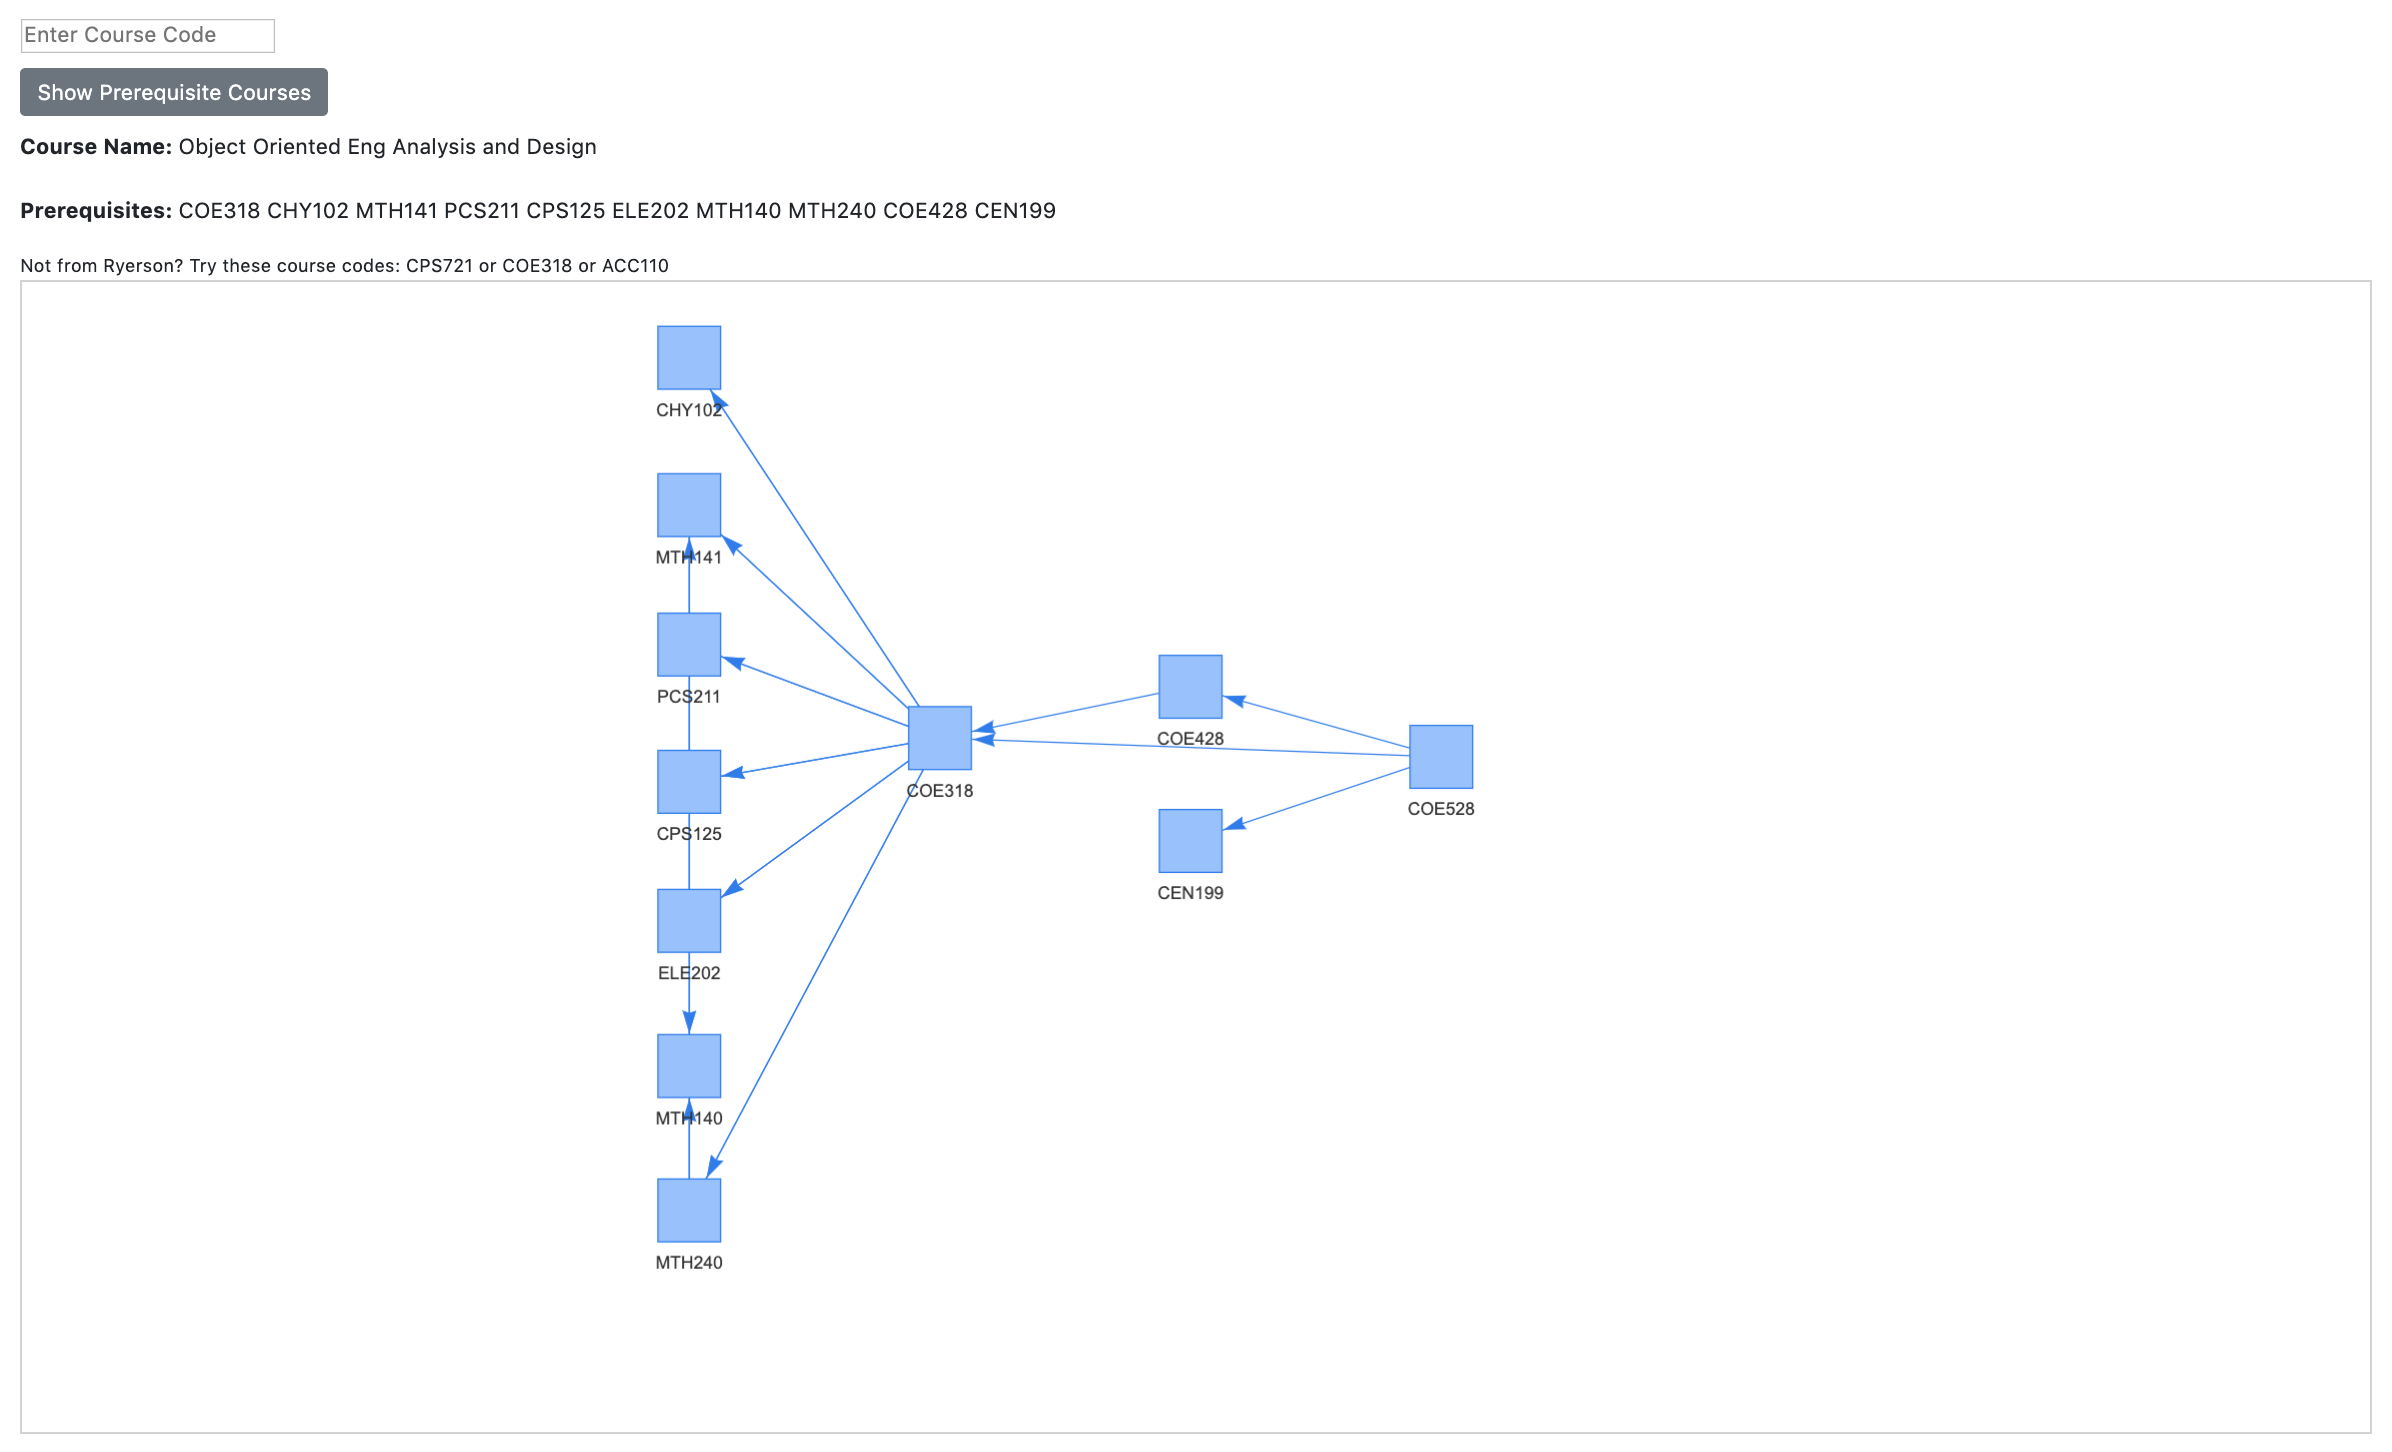 Enter Course Code
Show Prerequisite Courses
Course Name: Object Oriented Eng Analysis and Design
Prerequisites: COE318 CHY102 MTH141 PCS211 CPS125 ELE202 MTH140 MTH240 COE428 CEN199
Not from Ryerson? Try these course codes: CPS721 or COE318 or ACC110
CHY102
MTH141
PCS211
COE428
COE318
COE528
CPS125
CEN199
ELE202
MTH140
MTH240